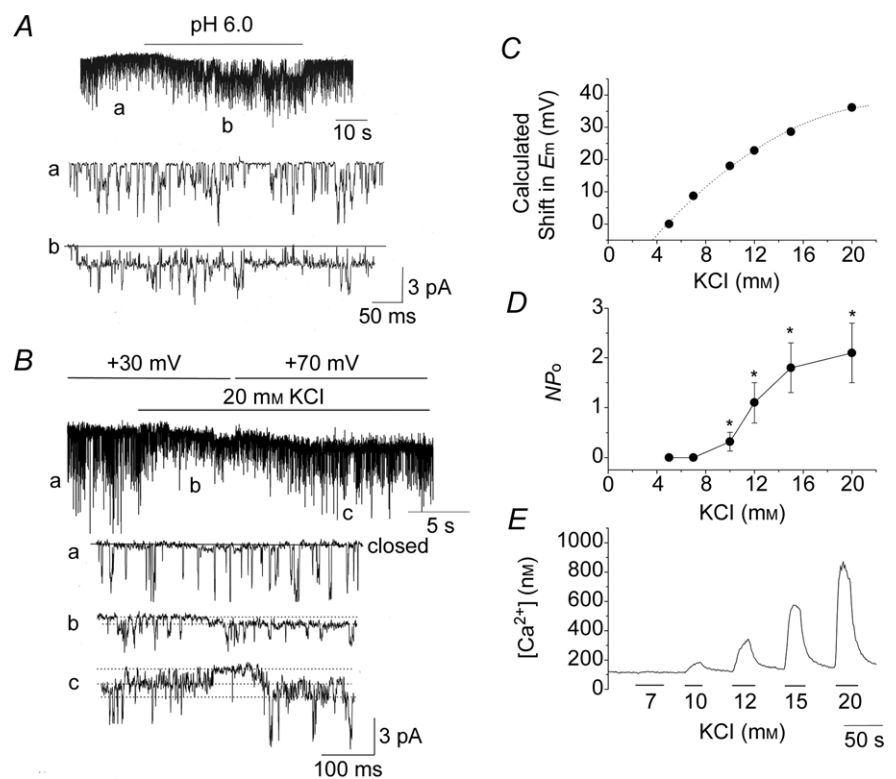 A
pH 6.0
a
b
10 s
a
b
3 pA
50 ms
B
+30 mV +70 mV
20 mM KCl
a
b
c
5 s
a
closed
b
c
3 pA
100 ms
C
Calculated
Shift in Em (mV)
40
30
20
10
0
0 4 8 12 16 20
KCl (mM)
D
NPo
3
2
1
0
* * * *
0 4 8 12 16 20
KCl (mM)
E
[Ca2+] (nM)
1000
800
600
400
200
0
7 10 12 15 20
KCl (mM)
50 s